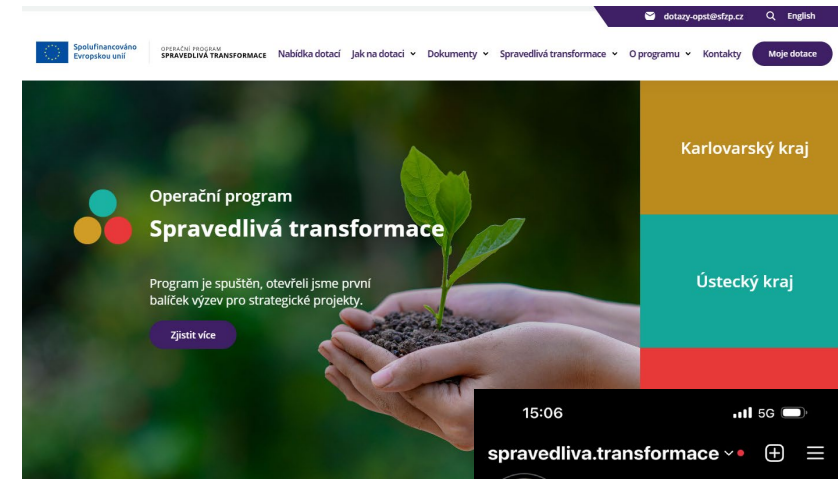 dotazy-opst@sfzp.cz English
Spolufinancováno
Evropskou unií
OPERAČNÍ PROGRAM
SPRAVEDLIVÁ TRANSFORMACE
Nabídka dotací Jak na dotaci Dokumenty Spravedlivá transformace O programu Kontakty Moje dotace
Operační program
Spravedlivá transformace
Program je spuštěn, otevřeli jsme první
balíček výzev pro strategické projekty.
Zjistit více
Karlovarský kraj
Ústecký kraj
15:06 5G
spravedliva.transformace